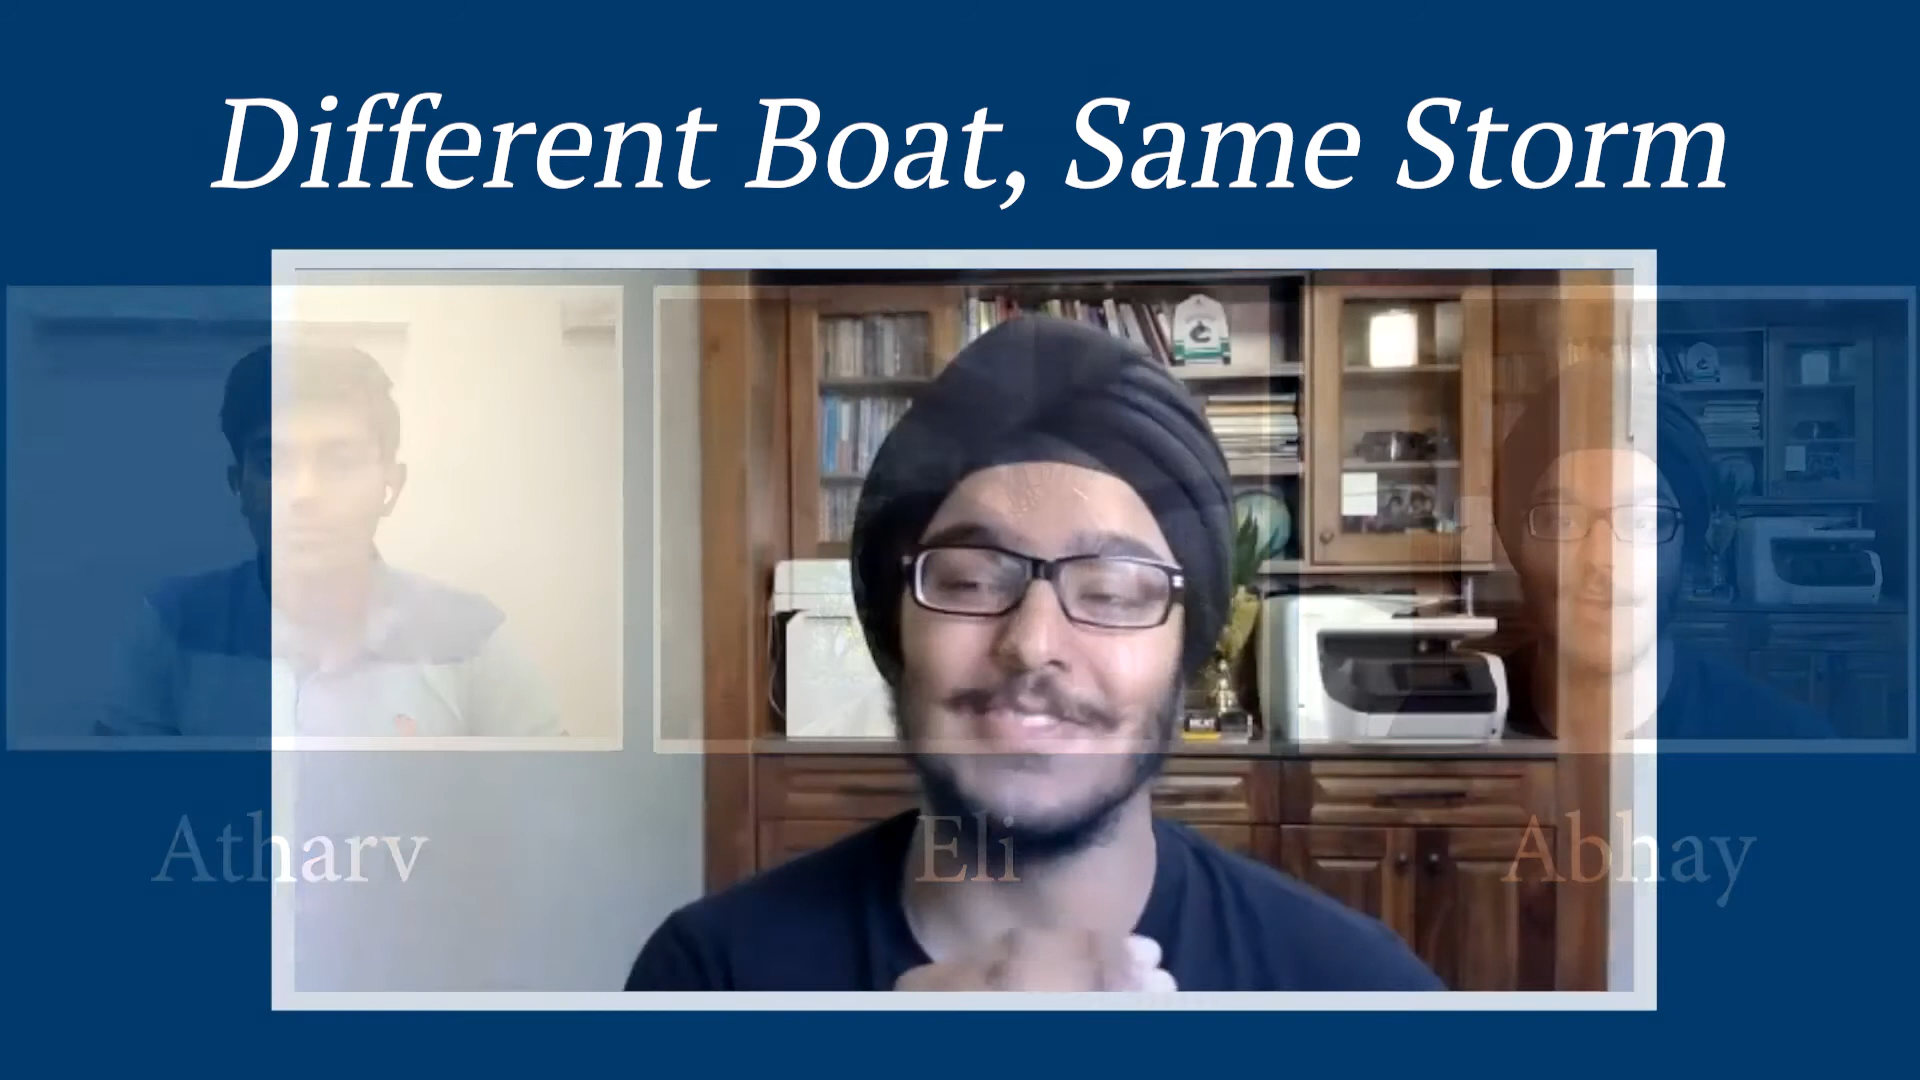 Different Boat, Same Storm
Atharv
Eli
Abhay